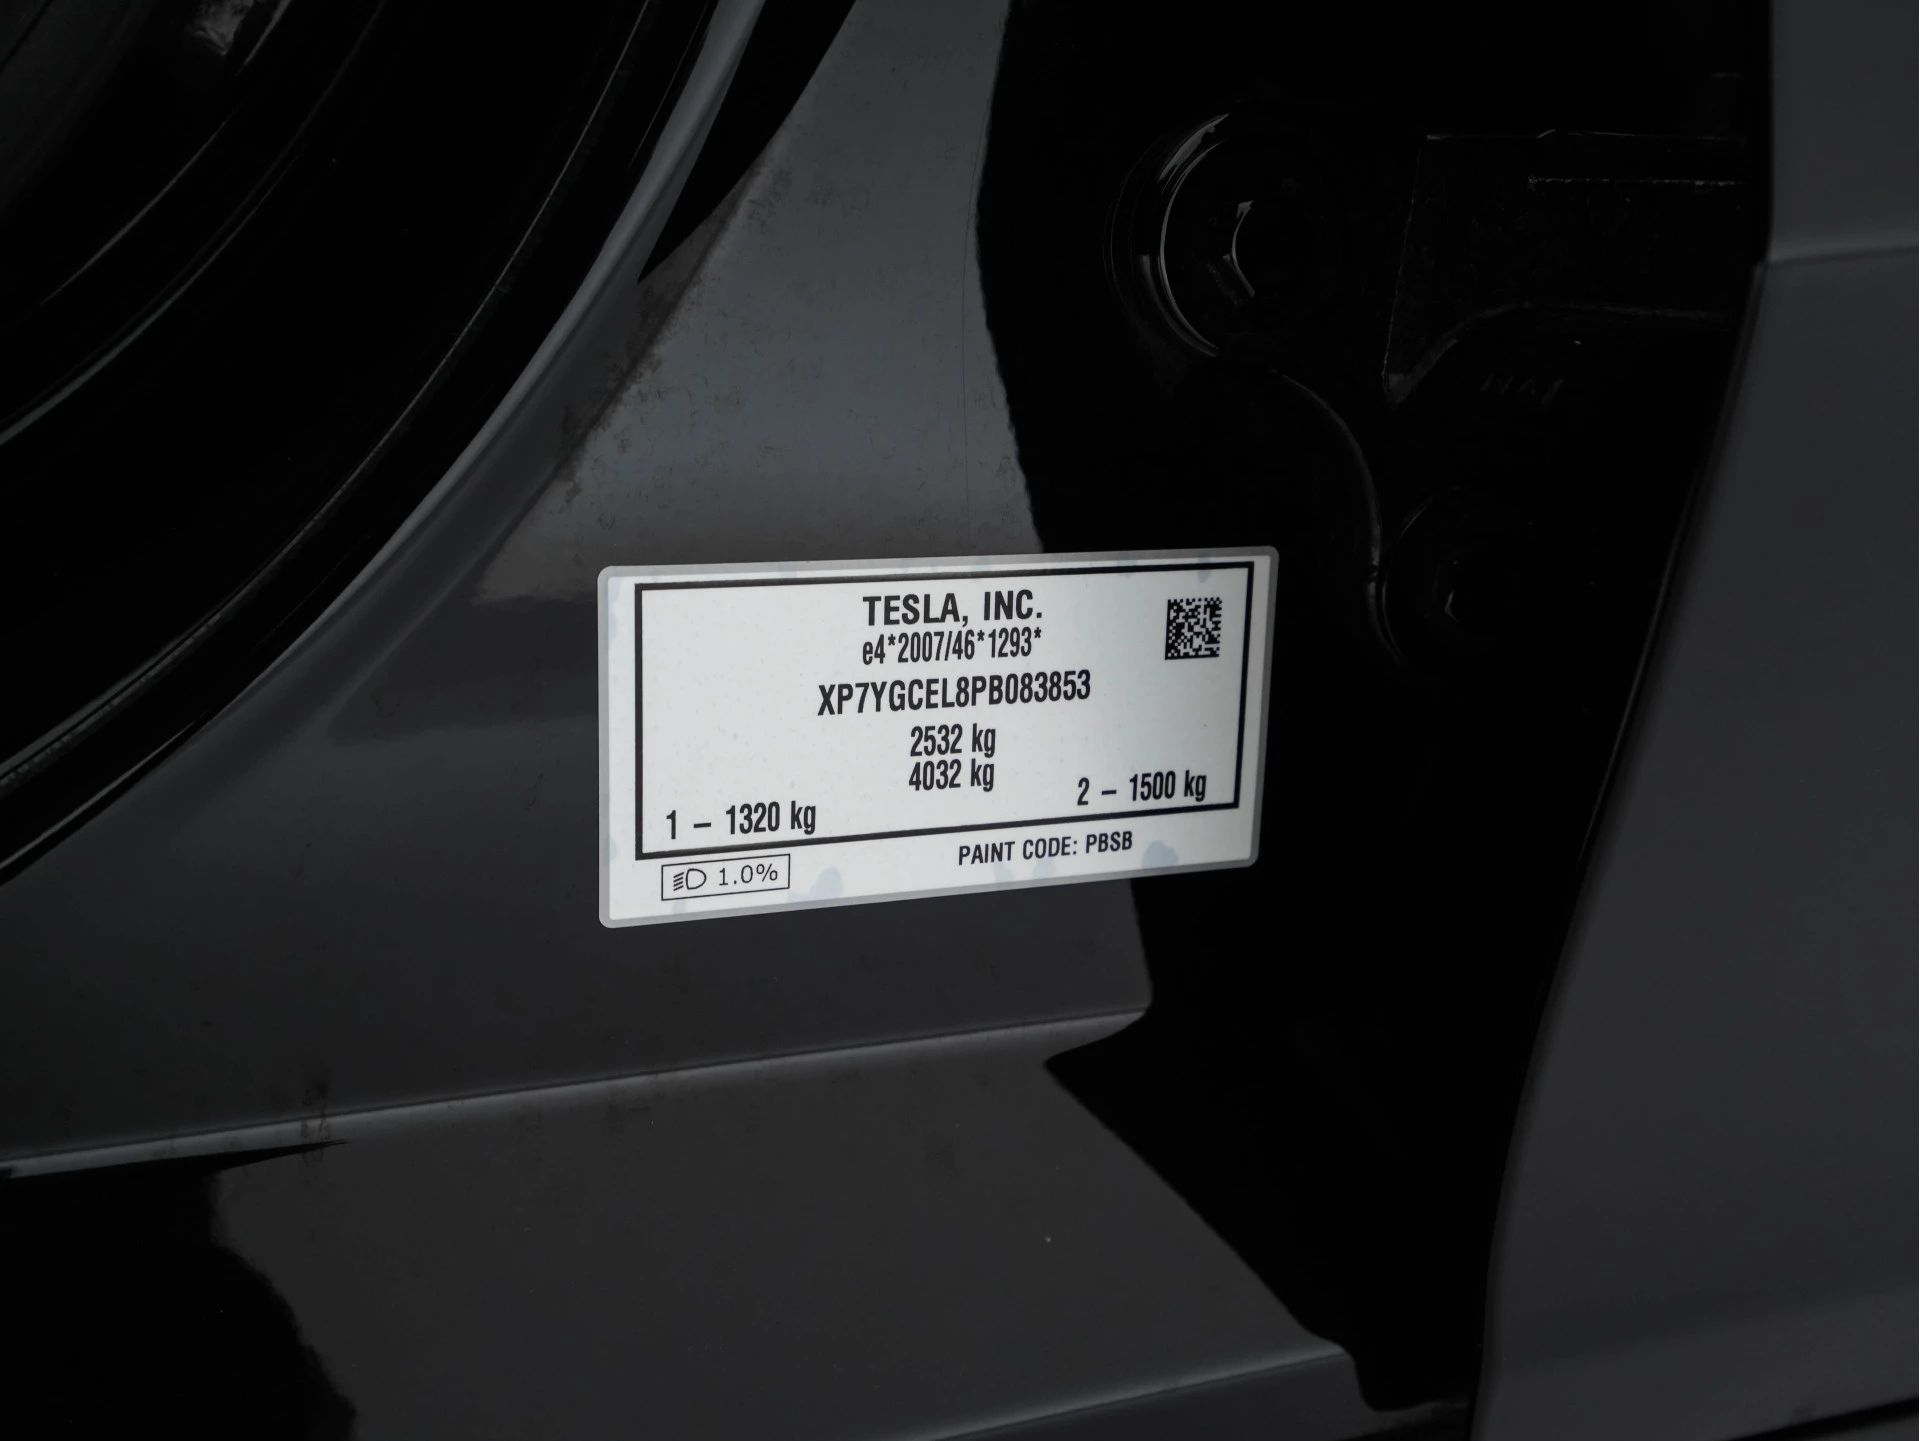 TESLA, INC.
e4*2007/46*1293*
XP7YGCEL8PB083853
2532 kg
4032 kg
1 – 1320 kg
2 – 1500 kg
1.0%
PAINT CODE: PBSB